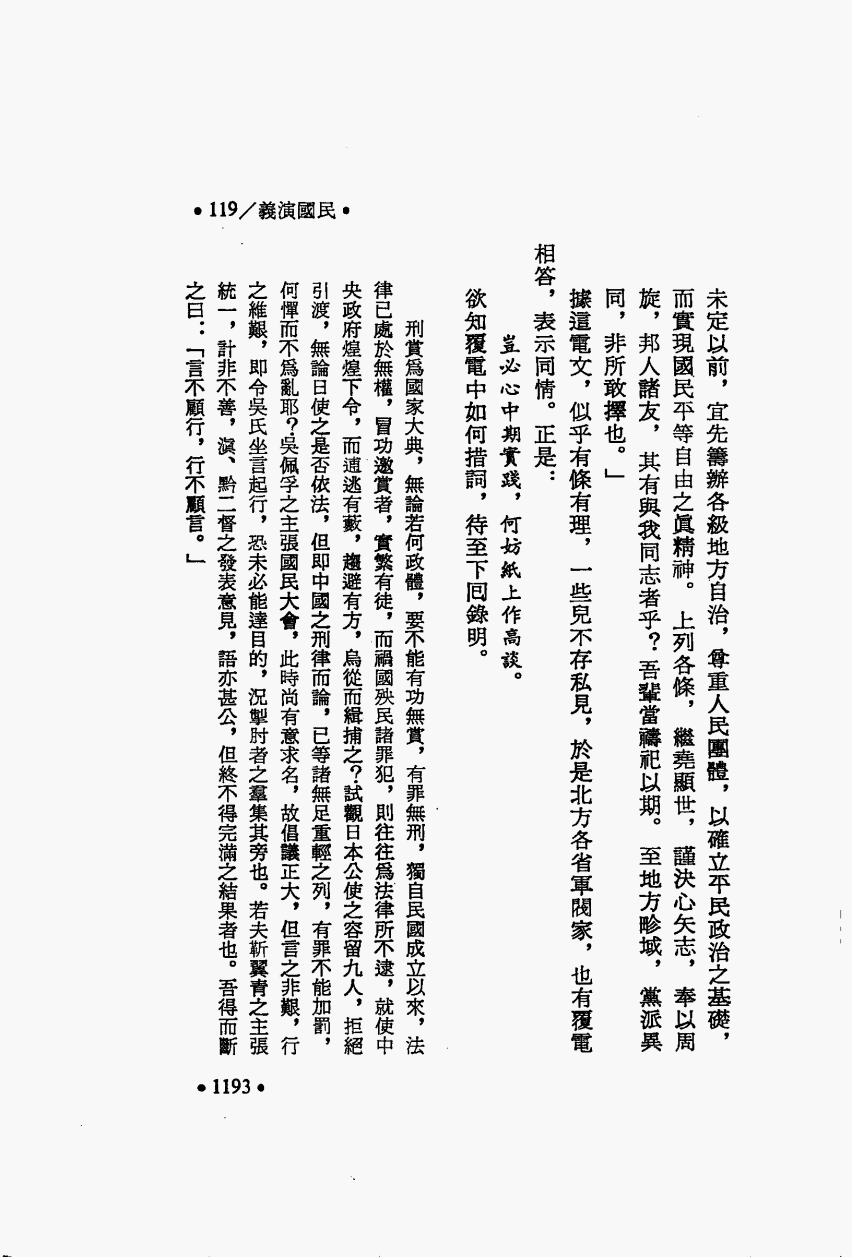 •119／義演國民•
未定以前，宜先籌辦各級地方自治，尊重人民團體，以確立平民政治之基礎，
而實現國民平等自由之眞精神。上列各條，繼堯顯世，謹決心矢志，奉以周
旋，邦人諸友，其有與我同志者乎？吾輩當禱祀以期。至地方畛域，黨派異
同，非所敢擇也。」
據這電文，似乎有條有理，一些兒不存私見，於是北方各省軍閥家，也有覆電
相答，表示同情。正是：
豈必心中期實踐，何妨紙上作高談。
欲知覆電中如何措詞，待至下回錄明。
刑賞爲國家大典，無論若何政體，要不能有功無賞，有罪無刑，獨自民國成立以來，法
律已處於無權，冒功邀賞者，實繁有徒，而禍國殃民諸罪犯，則往往爲法律所不逮，就使中
央政府煌煌下令，而逋逃有藪，趨避有方，烏從而緝捕之？試觀日本公使之容留九人，拒絕
引渡，無論日使之是否依法，但即中國之刑律而論，已等諸無足重輕之列，有罪不能加罰，
何憚而不爲亂耶？吳佩孚之主張國民大會，此時尚有意求名，故倡議正大，但言之非艱，行
之維艱，即令吳氏坐言起行，恐未必能達目的，況掣肘者之羣集其旁也。若夫靳翼青之主張
統一，計非不善，滇、黔二督之發表意見，語亦甚公，但終不得完滿之結果者也。吾得而斷
之曰：「言不顧行，行不顧言。」
•1193•